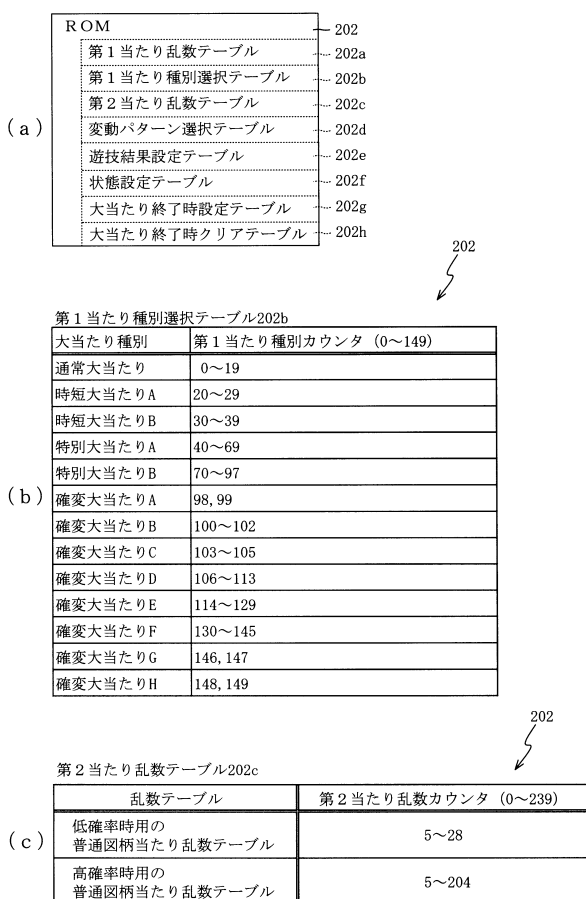 (a)
ROM 202
第1当たり乱数テーブル 202a
第1当たり種別選択テーブル 202b
第2当たり乱数テーブル 202c
変動パターン選択テーブル 202d
遊技結果設定テーブル 202e
状態設定テーブル 202f
大当たり終了時設定テーブル 202g
大当たり終了時クリアテーブル 202h
202
(b)
第1当たり種別選択テーブル202b
大当たり種別 第1当たり種別カウンタ (0~149)
通常大当たり 0~19
時短大当たりA 20~29
時短大当たりB 30~39
特別大当たりA 40~69
特別大当たりB 70~97
確変大当たりA 98,99
確変大当たりB 100~102
確変大当たりC 103~105
確変大当たりD 106~113
確変大当たりE 114~129
確変大当たりF 130~145
確変大当たりG 146,147
確変大当たりH 148,149
202
(c)
第2当たり乱数テーブル202c
乱数テーブル 第2当たり乱数カウンタ (0~239)
低確率時用の
普通図柄当たり乱数テーブル 5~28
高確率時用の
普通図柄当たり乱数テーブル 5~204